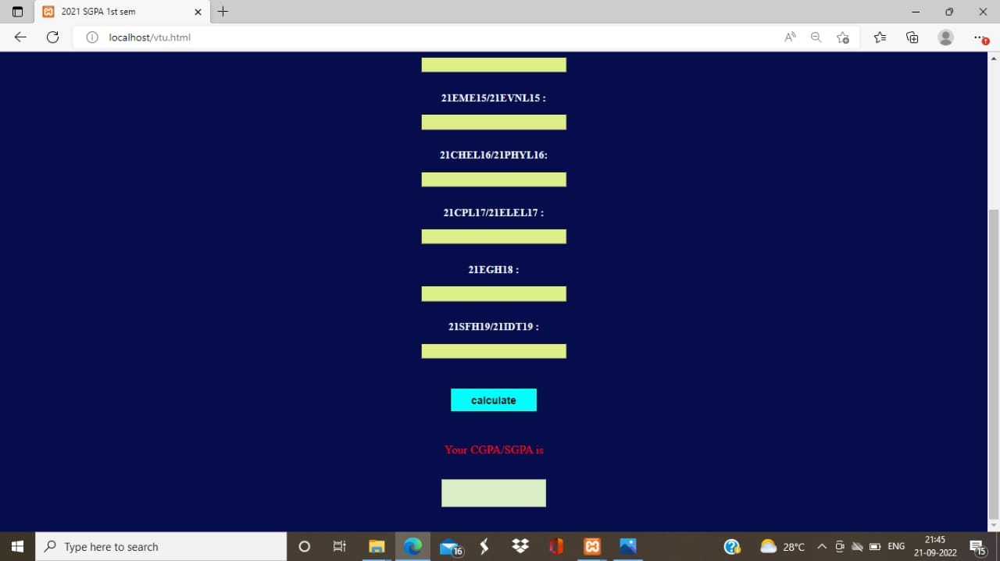 2021 SGPA 1st sem
localhost/vtu.html
21EME15/21EVNL15 :
21CHEL16/21PHYL16:
21CPL17/21ELEL17 :
21EGH18 :
21SFH19/21IDT19 :
calculate
Your CGPA/SGPA is
Type here to search
16
28°C
ENG
21:45
21-09-2022
15